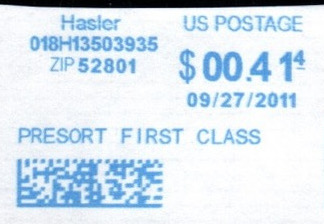 Hasler
018H13503935
ZIP 52801
US POSTAGE
$00.41⁴
09/27/2011
PRESORT FIRST CLASS